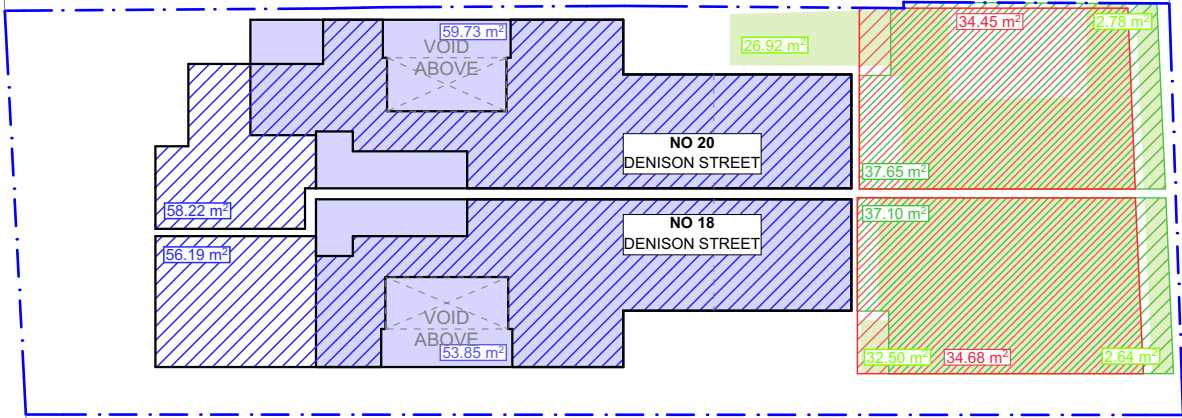 59.73 m²
VOID
ABOVE
26.92 m²
34.45 m²
2.78 m²
NO 20
DENISON STREET
37.65 m²
58.22 m²
56.19 m²
NO 18
DENISON STREET
37.10 m²
VOID
ABOVE
53.85 m²
32.50 m²
34.68 m²
2.64 m²